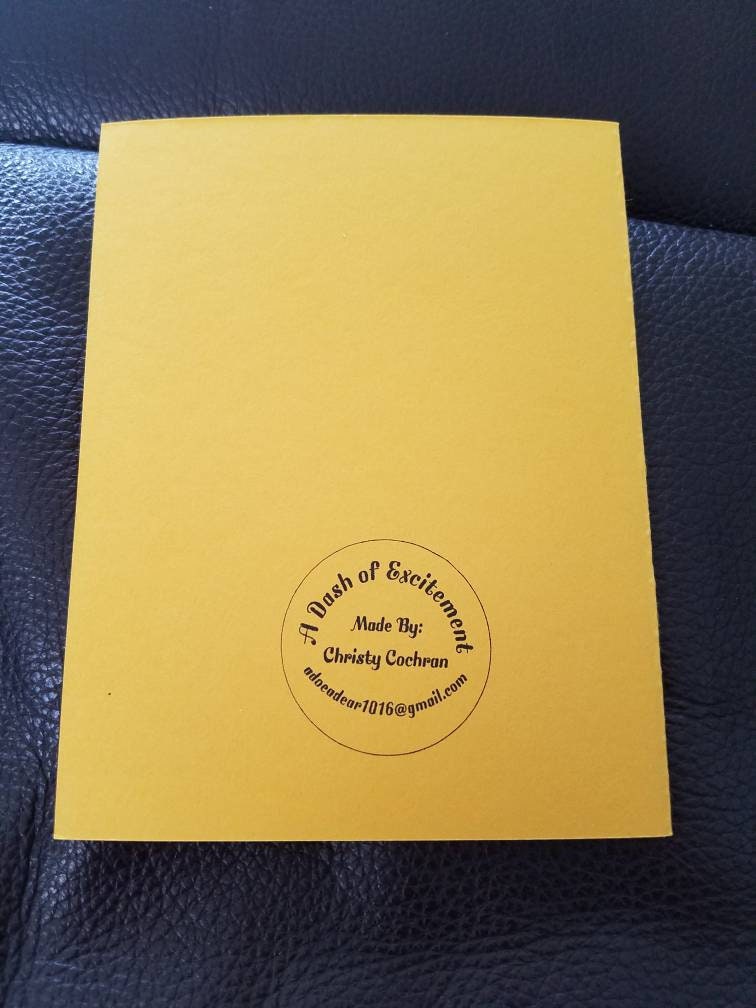 A Dash of Excitement
Made By:
Christy Cochran
adoeadear1016@gmail.com